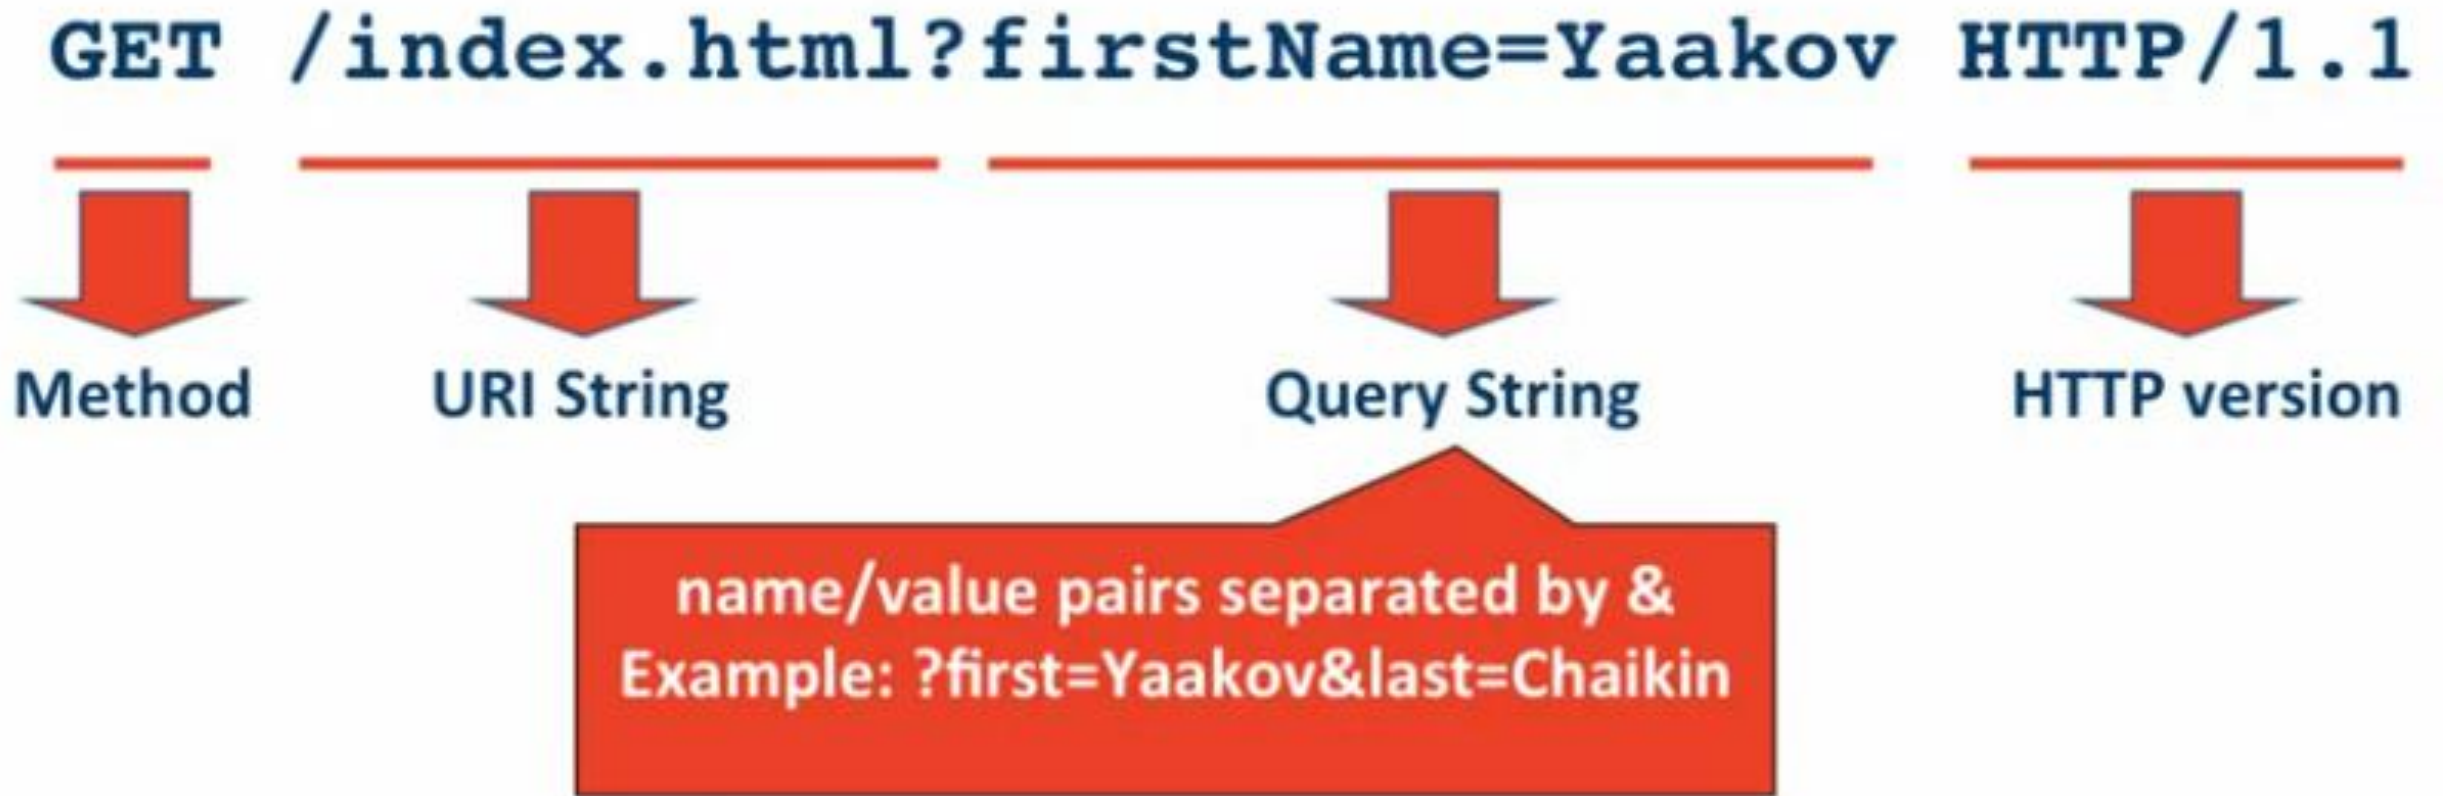 GET /index.html?firstName=Yaakov HTTP/1.1
Method URI String Query String HTTP version
name/value pairs separated by &
Example: ?first=Yaakov&last=Chaikin